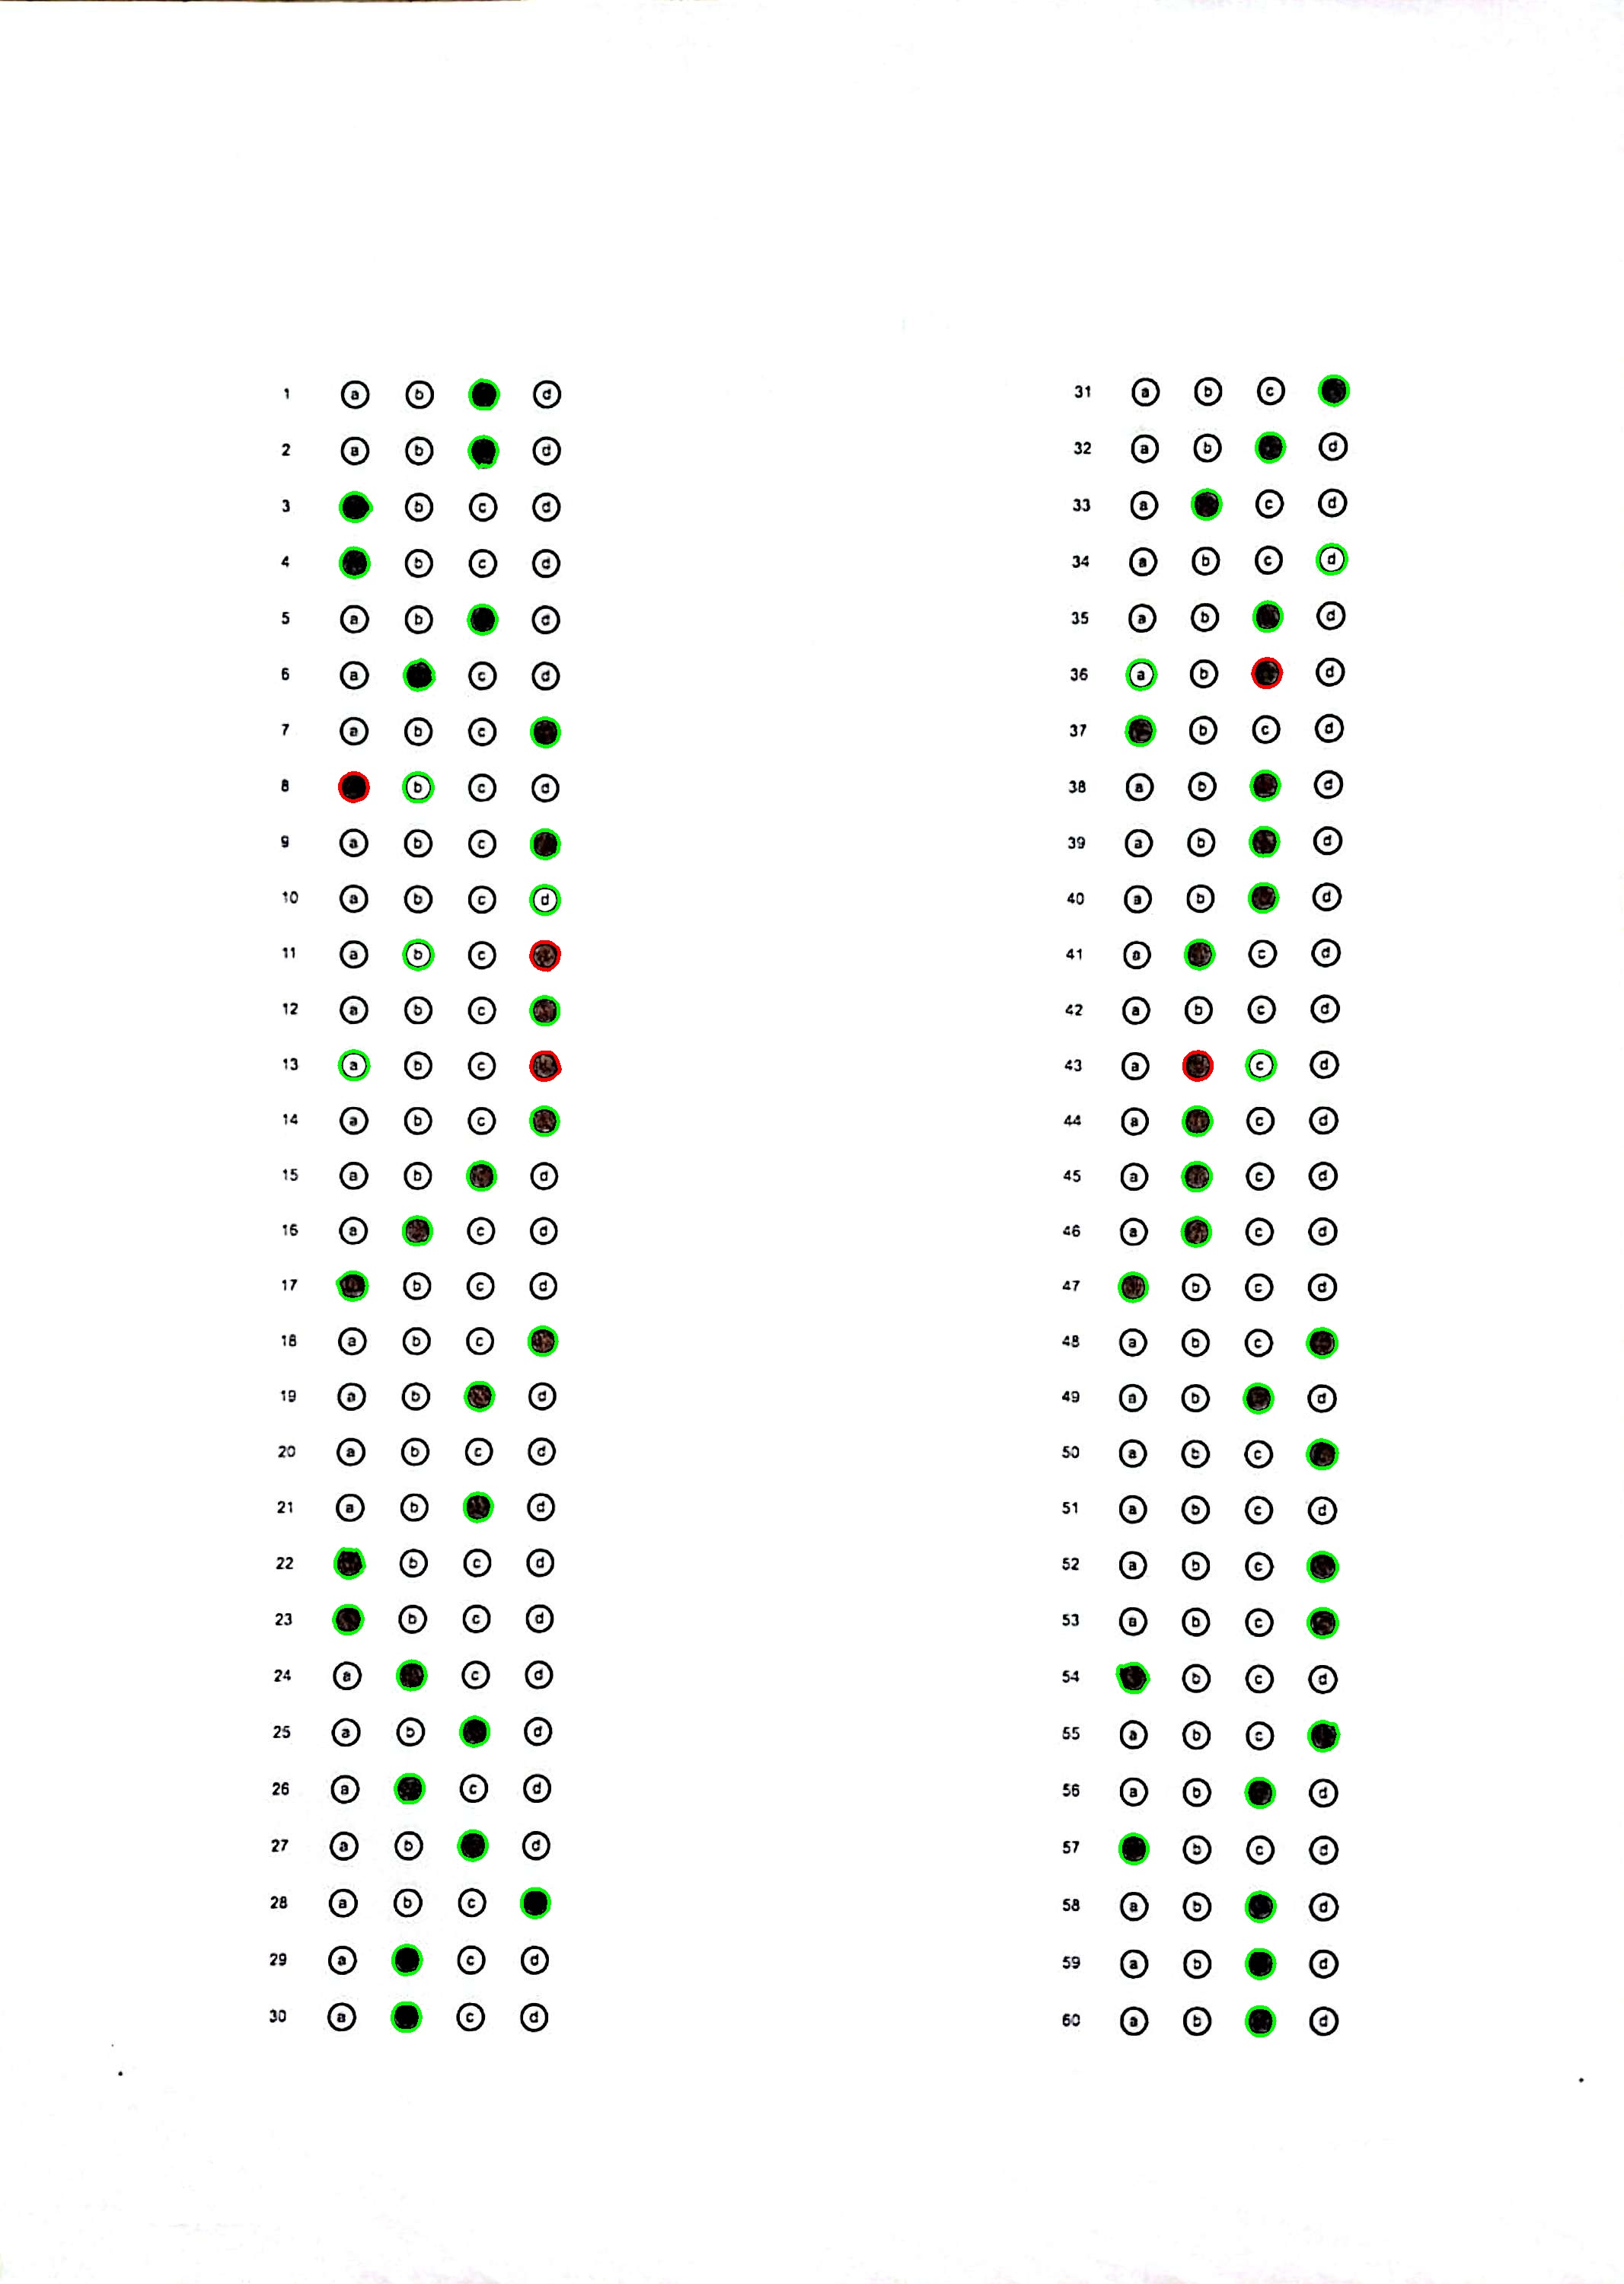 1 a b d
2 a b d
3 b c d
4 b c d
5 a b d
6 a c d
7 a b c
8 b c d
9 a b c
10 a b c d
11 a b c
12 a b c
13 a b c
14 a b c
15 a b d
16 a c d
17 b c d
18 a b c
19 a b d
20 a b c d
21 a b d
22 b c d
23 b c d
24 a c d
25 a b d
26 a c d
27 a b d
28 a b c
29 a c d
30 a c d
31 a b c
32 a b d
33 a c d
34 a b c d
35 a b d
36 a b d
37 b c d
38 a b d
39 a b d
40 a b d
41 a c d
42 a b c d
43 a c d
44 a c d
45 a c d
46 a c d
47 b c d
48 a b c
49 a b d
50 a b c
51 a b c d
52 a b c
53 a b c
54 b c d
55 a b c
56 a b d
57 b c d
58 a b d
59 a b d
60 a b d